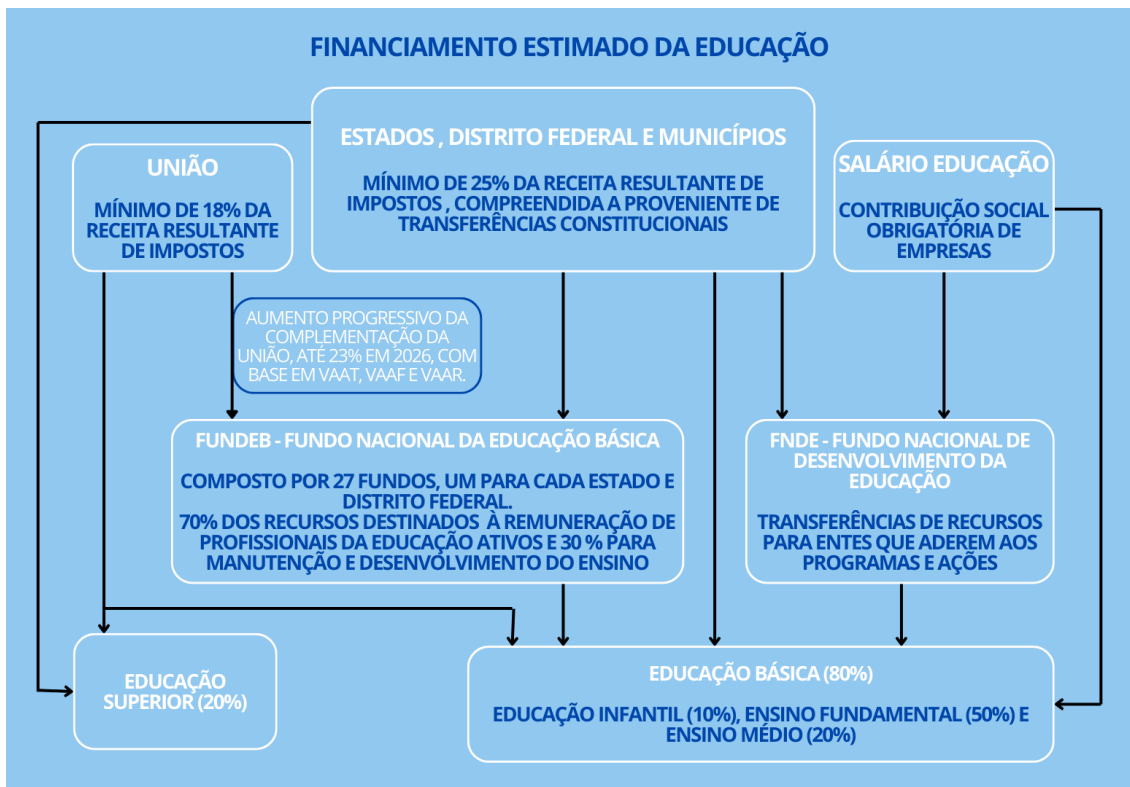 FINANCIAMENTO ESTIMADO DA EDUCAÇÃO
ESTADOS , DISTRITO FEDERAL E MUNICÍPIOS
MÍNIMO DE 25% DA RECEITA RESULTANTE DE
IMPOSTOS , COMPREENDIDA A PROVENIENTE DE
TRANSFERÊNCIAS CONSTITUCIONAIS
UNIÃO
MÍNIMO DE 18% DA
RECEITA RESULTANTE
DE IMPOSTOS
SALÁRIO EDUCAÇÃO
CONTRIBUIÇÃO SOCIAL
OBRIGATÓRIA DE
EMPRESAS
AUMENTO PROGRESSIVO DA
COMPLEMENTAÇÃO DA
UNIÃO, ATÉ 23% EM 2026, COM
BASE EM VAAT, VAAF E VAAR.
FUNDEB - FUNDO NACIONAL DA EDUCAÇÃO BÁSICA
COMPOSTO POR 27 FUNDOS, UM PARA CADA ESTADO E
DISTRITO FEDERAL.
70% DOS RECURSOS DESTINADOS À REMUNERAÇÃO DE
PROFISSIONAIS DA EDUCAÇÃO ATIVOS E 30 % PARA
MANUTENÇÃO E DESENVOLVIMENTO DO ENSINO
FNDE - FUNDO NACIONAL DE
DESENVOLVIMENTO DA
EDUCAÇÃO
TRANSFERÊNCIAS DE RECURSOS
PARA ENTES QUE ADEREM AOS
PROGRAMAS E AÇÕES
EDUCAÇÃO
SUPERIOR (20%)
EDUCAÇÃO BÁSICA (80%)
EDUCAÇÃO INFANTIL (10%), ENSINO FUNDAMENTAL (50%) E
ENSINO MÉDIO (20%)